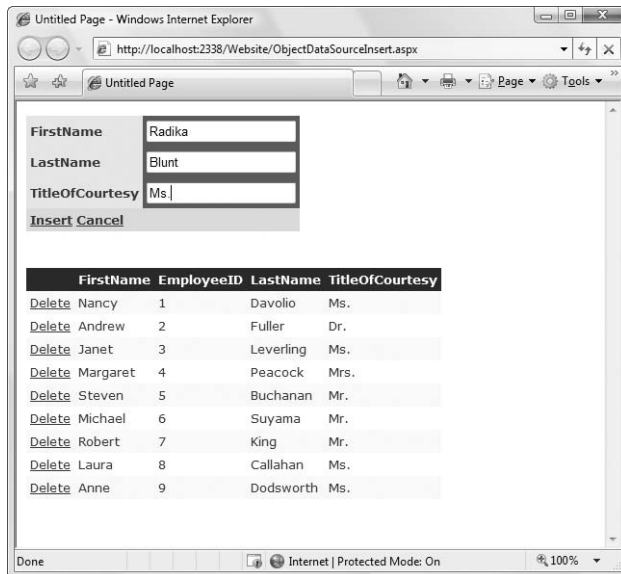 Untitled Page - Windows Internet Explorer
http://localhost:2338/Website/ObjectDataSourceInsert.aspx
Untitled Page
Page
Tools
FirstName Radika
LastName Blunt
TitleOfCourtesy Ms.
Insert Cancel
FirstName EmployeeID LastName TitleOfCourtesy
Delete Nancy 1 Davolio Ms.
Delete Andrew 2 Fuller Dr.
Delete Janet 3 Leverling Ms.
Delete Margaret 4 Peacock Mrs.
Delete Steven 5 Buchanan Mr.
Delete Michael 6 Suyama Mr.
Delete Robert 7 King Mr.
Delete Laura 8 Callahan Ms.
Delete Anne 9 Dodsworth Ms.
Done
Internet | Protected Mode: On
100%